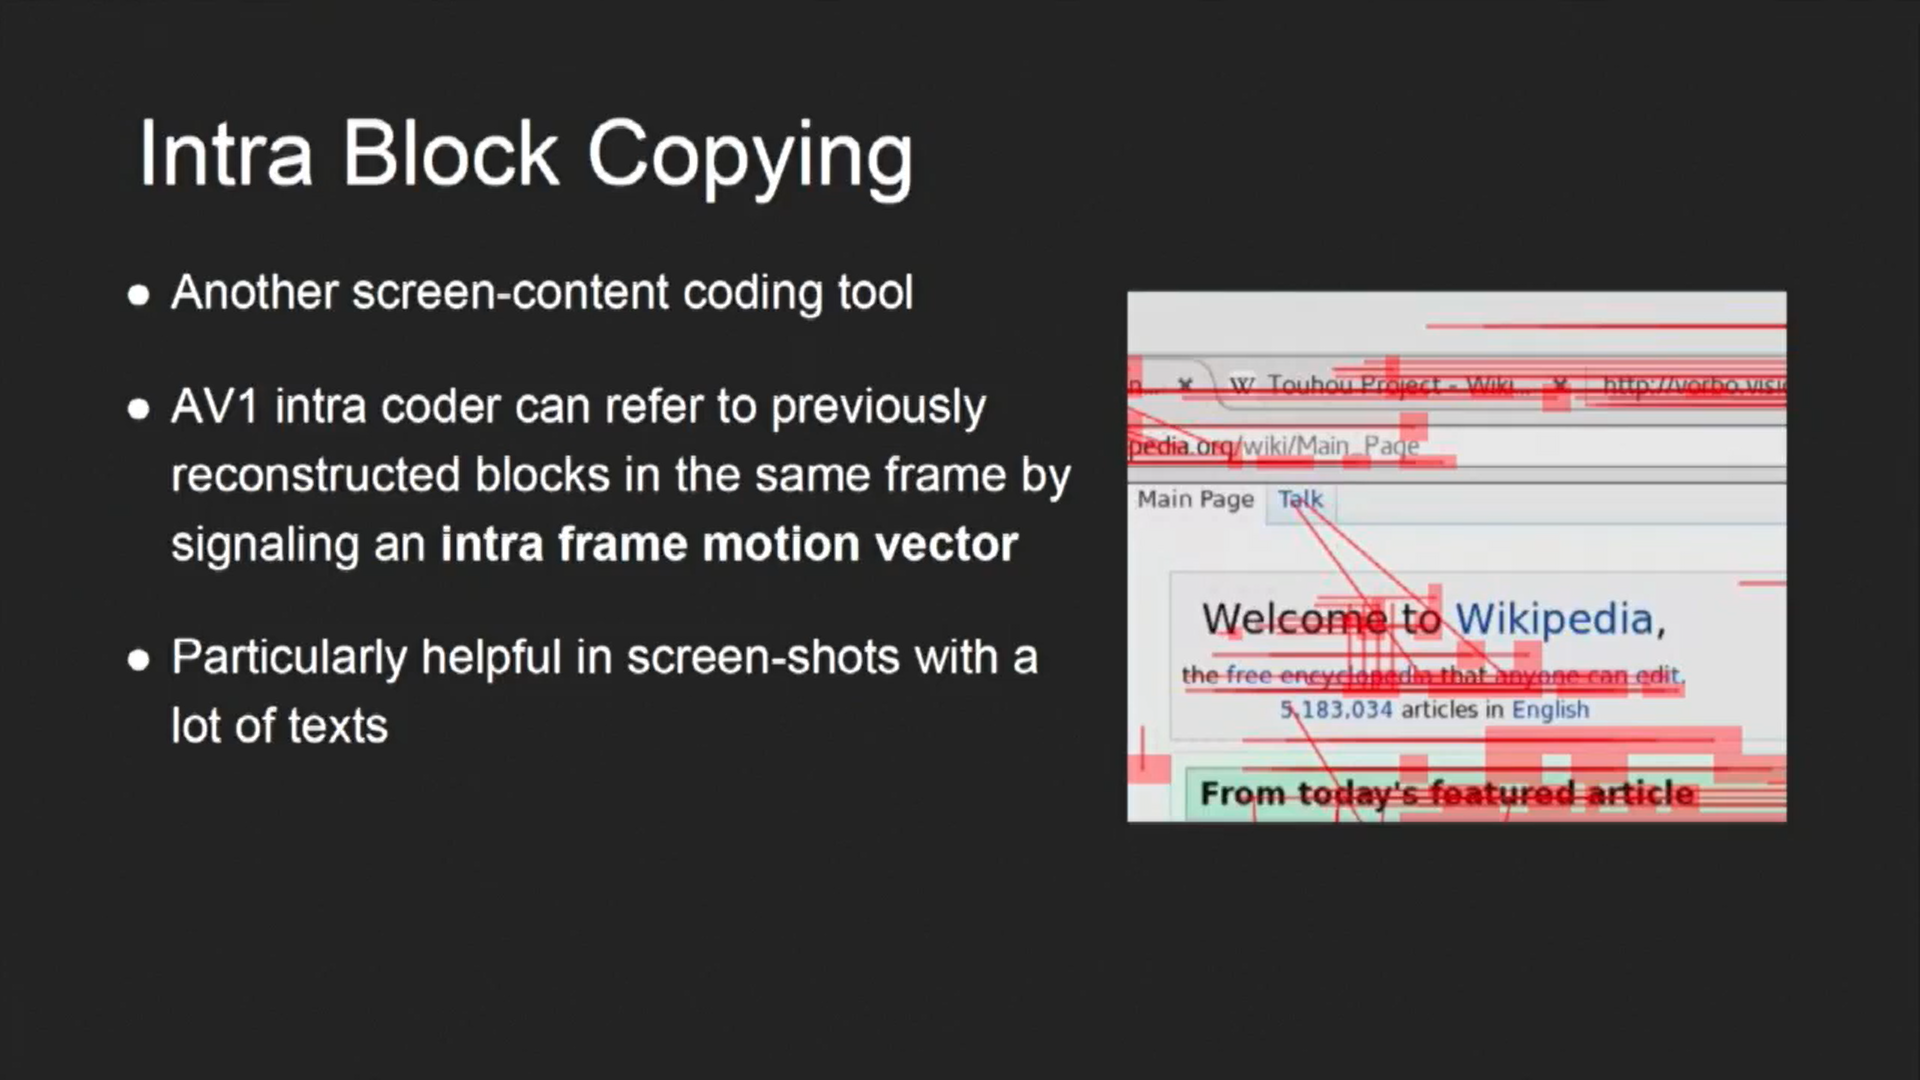 Intra Block Copying
● Another screen-content coding tool
● AV1 intra coder can refer to previously
reconstructed blocks in the same frame by
signaling an intra frame motion vector
● Particularly helpful in screen-shots with a
lot of texts
n... × W Touhou Project - Wiki... × http://vorbo.visi
pedia.org/wiki/Main_Page
Main Page Talk
Welcome to Wikipedia,
the free encyclopedia that anyone can edit.
5,183,034 articles in English
From today's featured article